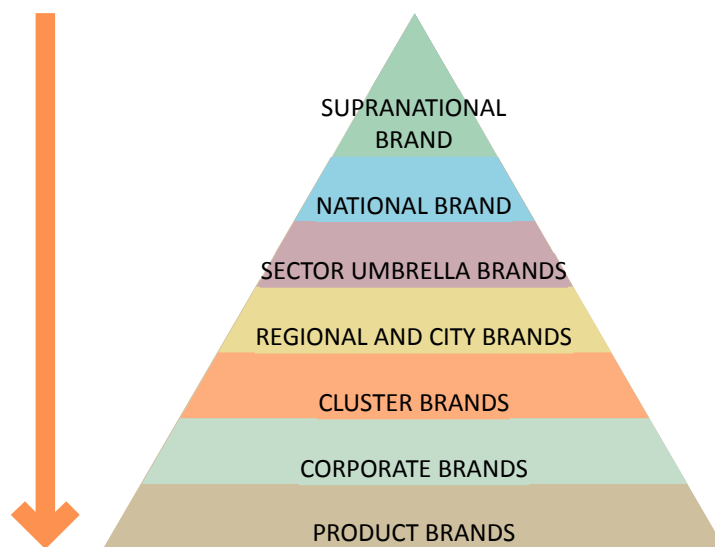 SUPRANATIONAL
BRAND
NATIONAL BRAND
SECTOR UMBRELLA BRANDS
REGIONAL AND CITY BRANDS
CLUSTER BRANDS
CORPORATE BRANDS
PRODUCT BRANDS